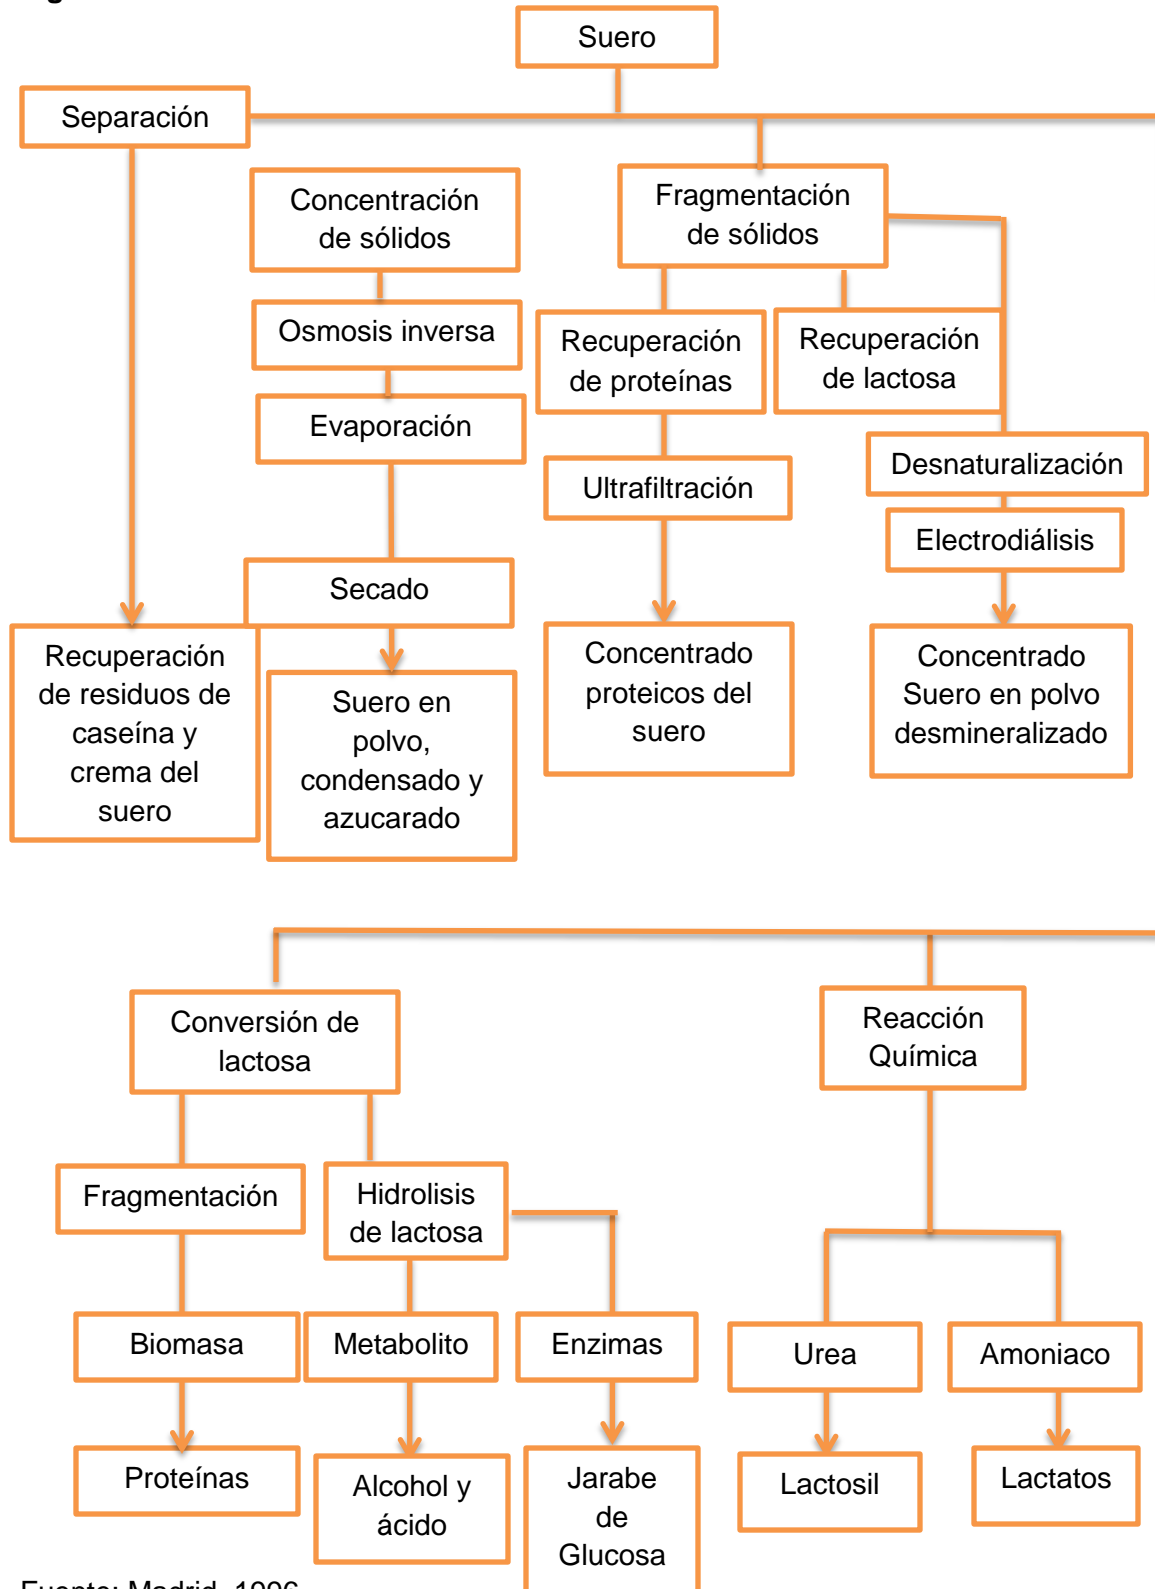 Suero
Separación
Concentración
de sólidos
Fragmentación
de sólidos
Osmosis inversa
Recuperación
de proteínas
Recuperación
de lactosa
Evaporación
Ultrafiltración
Desnaturalización
Electrodiálisis
Secado
Recuperación
de residuos de
caseína y
crema del
suero
Suero en
polvo,
condensado y
azucarado
Concentrado
proteicos del
suero
Concentrado
Suero en polvo
desmineralizado
Conversión de
lactosa
Reacción
Química
Fragmentación
Hidrolisis
de lactosa
Biomasa
Metabolito
Enzimas
Urea
Amoniaco
Proteínas
Alcohol y
ácido
Jarabe
de
Glucosa
Lactosil
Lactatos
Fuente: Madrid, 1996